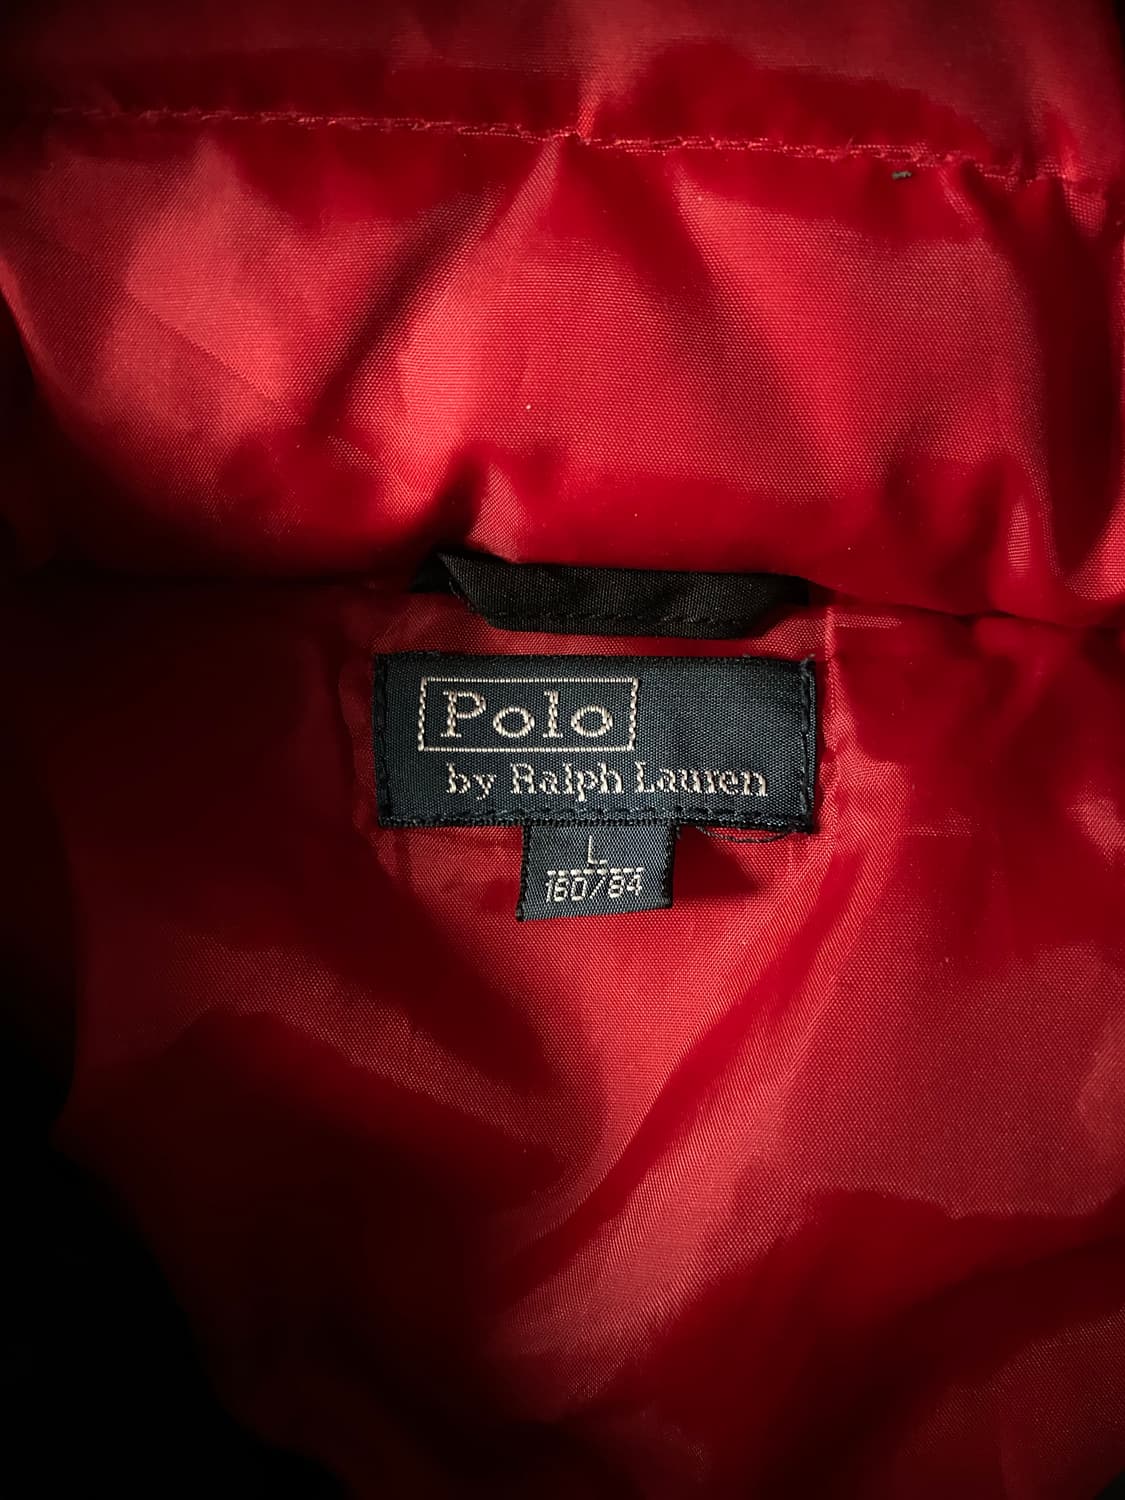 Polo
by Ralph Lauren
L
160/84